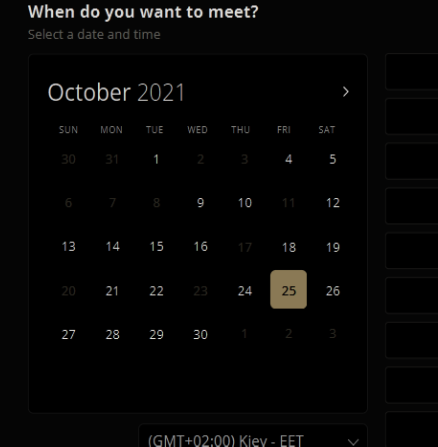 When do you want to meet?
Select a date and time
October 2021
SUN MON TUE WED THU FRI SAT
30 31 1 2 3 4 5
6 7 8 9 10 11 12
13 14 15 16 17 18 19
20 21 22 23 24 25 26
27 28 29 30 1 2 3
(GMT+02:00) Kiev - EET